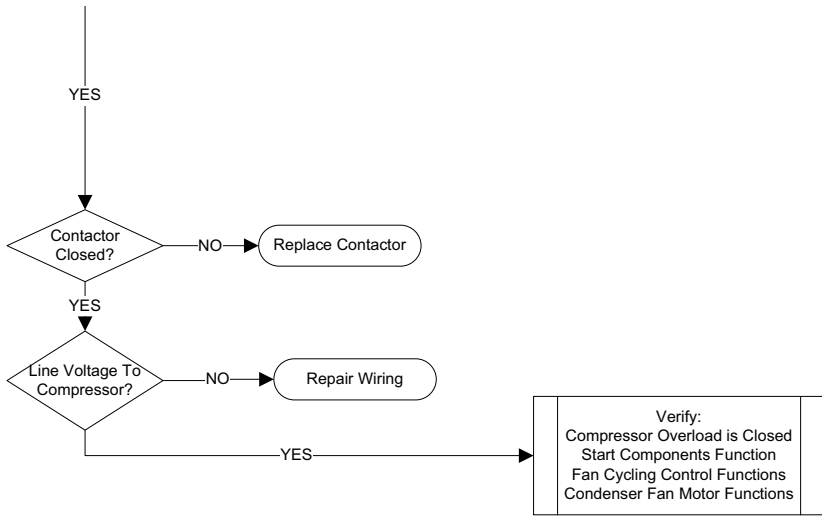 YES
Contactor
Closed?
NO
Replace Contactor
YES
Line Voltage To
Compressor?
NO
Repair Wiring
YES
Verify:
Compressor Overload is Closed
Start Components Function
Fan Cycling Control Functions
Condenser Fan Motor Functions